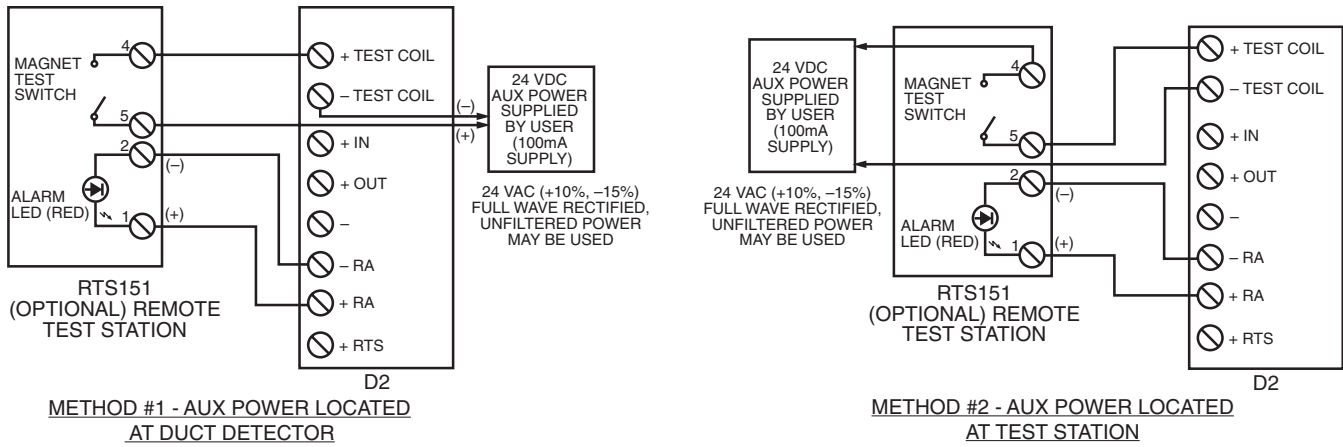 4
MAGNET
TEST
SWITCH
5
2
(–)
ALARM
LED (RED)
1
(+)
RTS151
(OPTIONAL) REMOTE
TEST STATION
+ TEST COIL
– TEST COIL
+ IN
+ OUT
–
– RA
+ RA
+ RTS
D2
(–)
(+)
24 VDC
AUX POWER
SUPPLIED
BY USER
(100mA
SUPPLY)
24 VAC (+10%, –15%)
FULL WAVE RECTIFIED,
UNFILTERED POWER
MAY BE USED
METHOD #1 - AUX POWER LOCATED
AT DUCT DETECTOR
24 VDC
AUX POWER
SUPPLIED
BY USER
(100mA
SUPPLY)
24 VAC (+10%, –15%)
FULL WAVE RECTIFIED,
UNFILTERED POWER
MAY BE USED
4
MAGNET
TEST
SWITCH
5
2
(–)
ALARM
LED (RED)
1
(+)
RTS151
(OPTIONAL) REMOTE
TEST STATION
+ TEST COIL
– TEST COIL
+ IN
+ OUT
–
– RA
+ RA
+ RTS
D2
METHOD #2 - AUX POWER LOCATED
AT TEST STATION